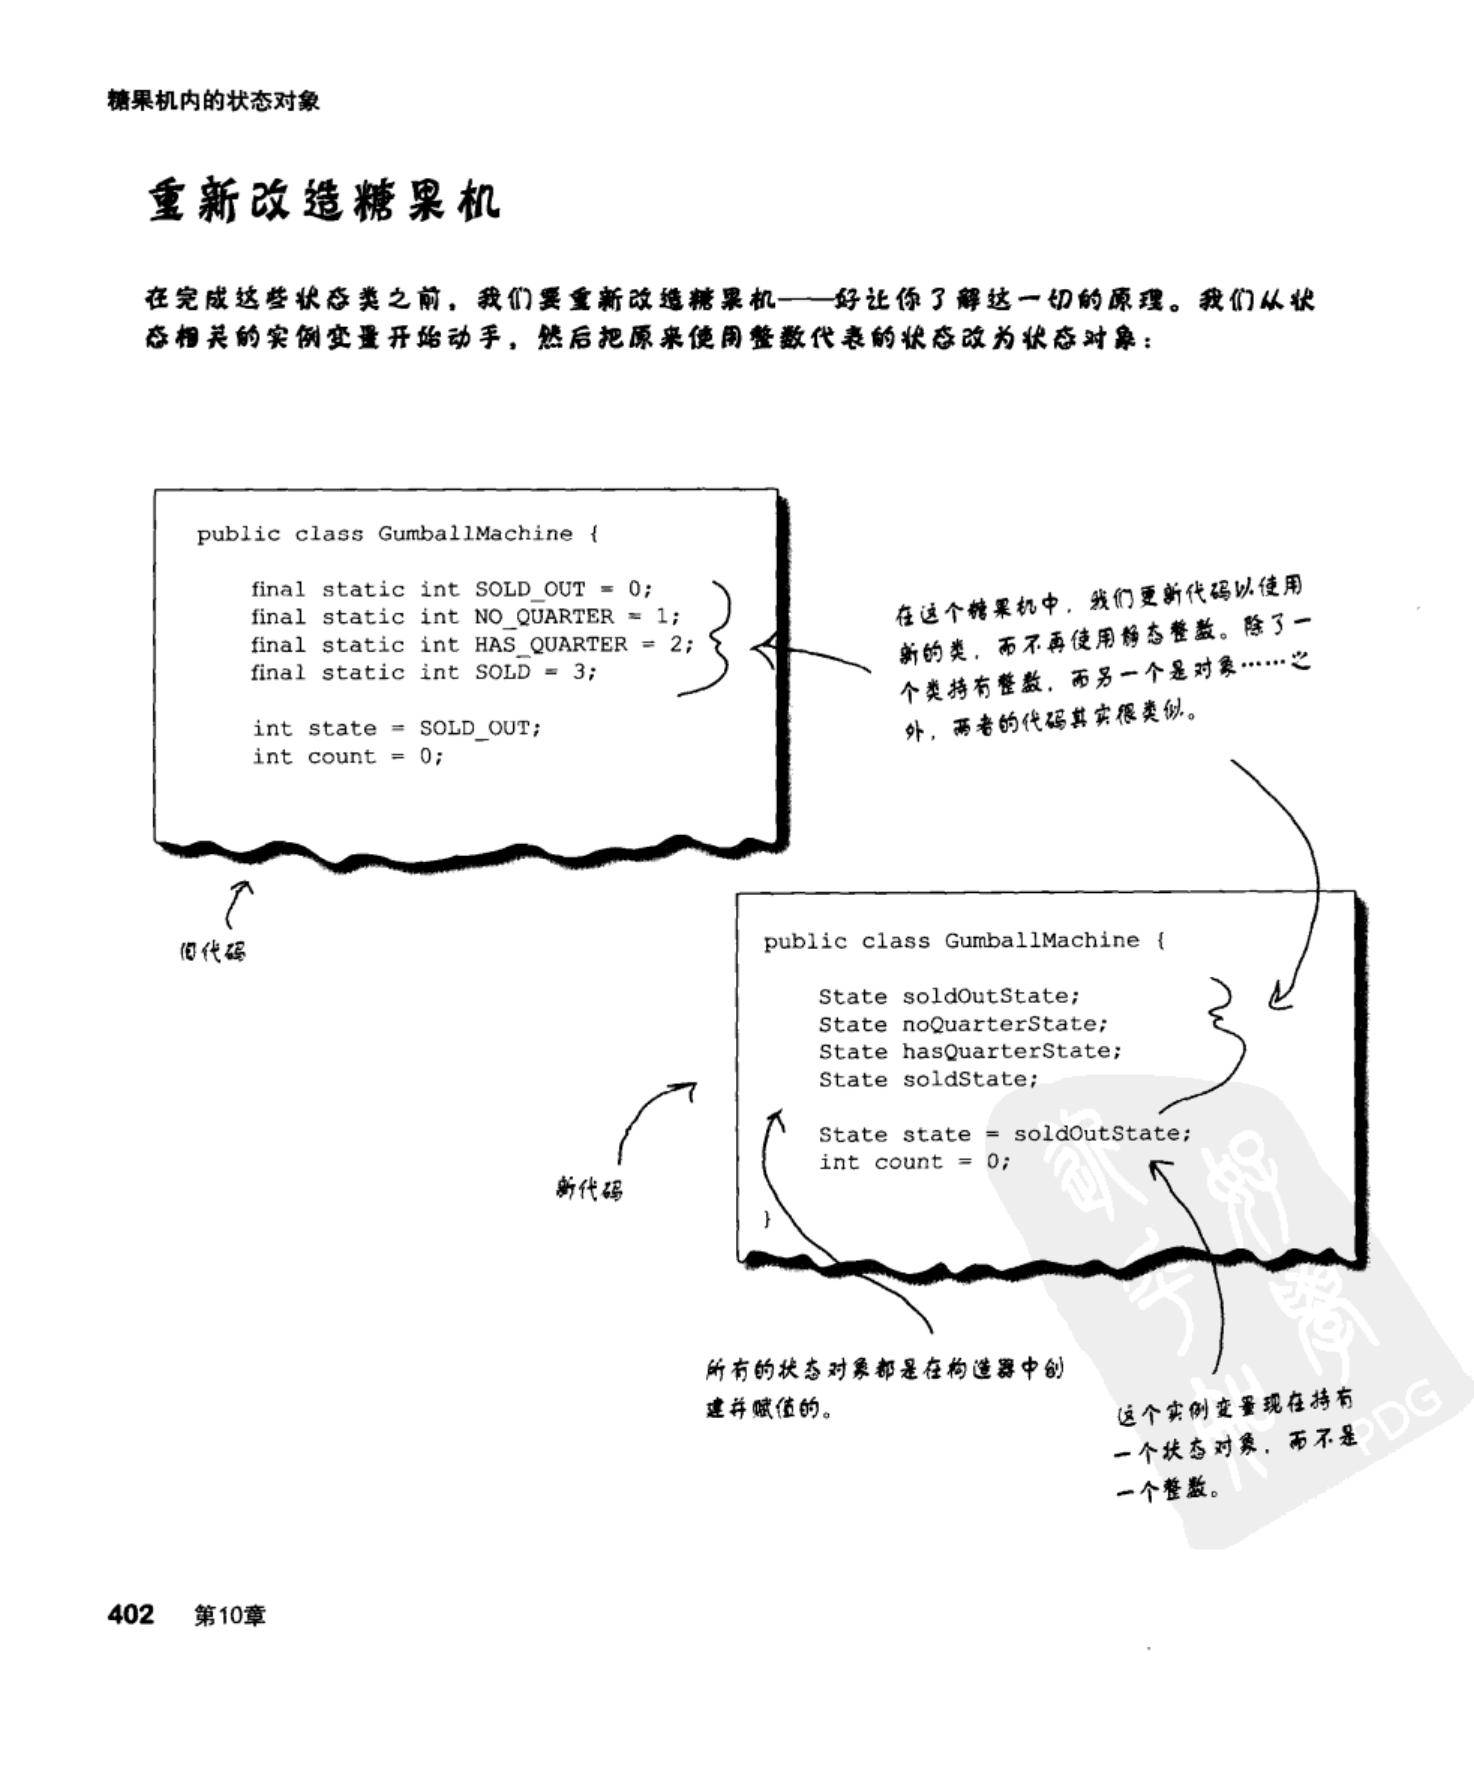 糖果机内的状态对象
重新改造糖果机
在完成这些状态类之前，我们要重新改造糖果机——好让你了解这一切的原理。我们从状
态相关的实例变量开始动手，然后把原来使用整数代表的状态改为状态对象：
public class GumballMachine {
final static int SOLD_OUT = 0;
final static int NO_QUARTER = 1;
final static int HAS_QUARTER = 2;
final static int SOLD = 3;
int state = SOLD_OUT;
int count = 0;
在这个糖果机中，我们更新代码以使用
新的类，而不再使用静态整数。除了一
个类持有整数，而另一个是对象……之
外，两者的代码其实很类似。
旧代码
public class GumballMachine {
State soldOutState;
State noQuarterState;
State hasQuarterState;
State soldState;
State state = soldOutState;
int count = 0;
}
新代码
所有的状态对象都是在构造器中创
建并赋值的。
这个实例变量现在持有
一个状态对象，而不是
一个整数。
PDG
402 第10章